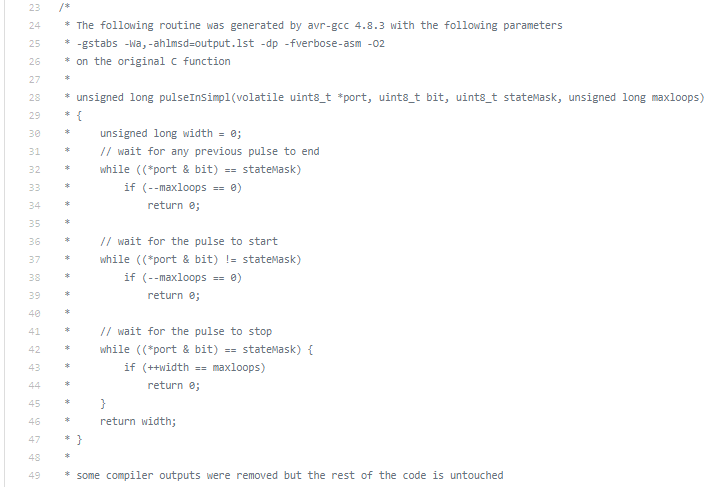 23 /*
24  * The following routine was generated by avr-gcc 4.8.3 with the following parameters
25  * -gstabs -Wa,-ahlmsd=output.lst -dp -fverbose-asm -O2
26  * on the original C function
27  *
28  * unsigned long pulseInSimpl(volatile uint8_t *port, uint8_t bit, uint8_t stateMask, unsigned long maxloops)
29  * {
30  *     unsigned long width = 0;
31  *     // wait for any previous pulse to end
32  *     while ((*port & bit) == stateMask)
33  *         if (--maxloops == 0)
34  *             return 0;
35  *
36  *     // wait for the pulse to start
37  *     while ((*port & bit) != stateMask)
38  *         if (--maxloops == 0)
39  *             return 0;
40  *
41  *     // wait for the pulse to stop
42  *     while ((*port & bit) == stateMask) {
43  *         if (++width == maxloops)
44  *             return 0;
45  *     }
46  *     return width;
47  * }
48  *
49  * some compiler outputs were removed but the rest of the code is untouched